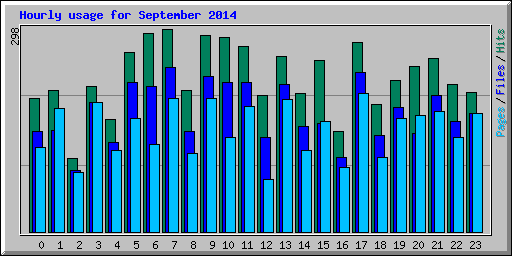 Hourly usage for September 2014
298
Pages/Files/Hits
0 1 2 3 4 5 6 7 8 9 10 11 12 13 14 15 16 17 18 19 20 21 22 23